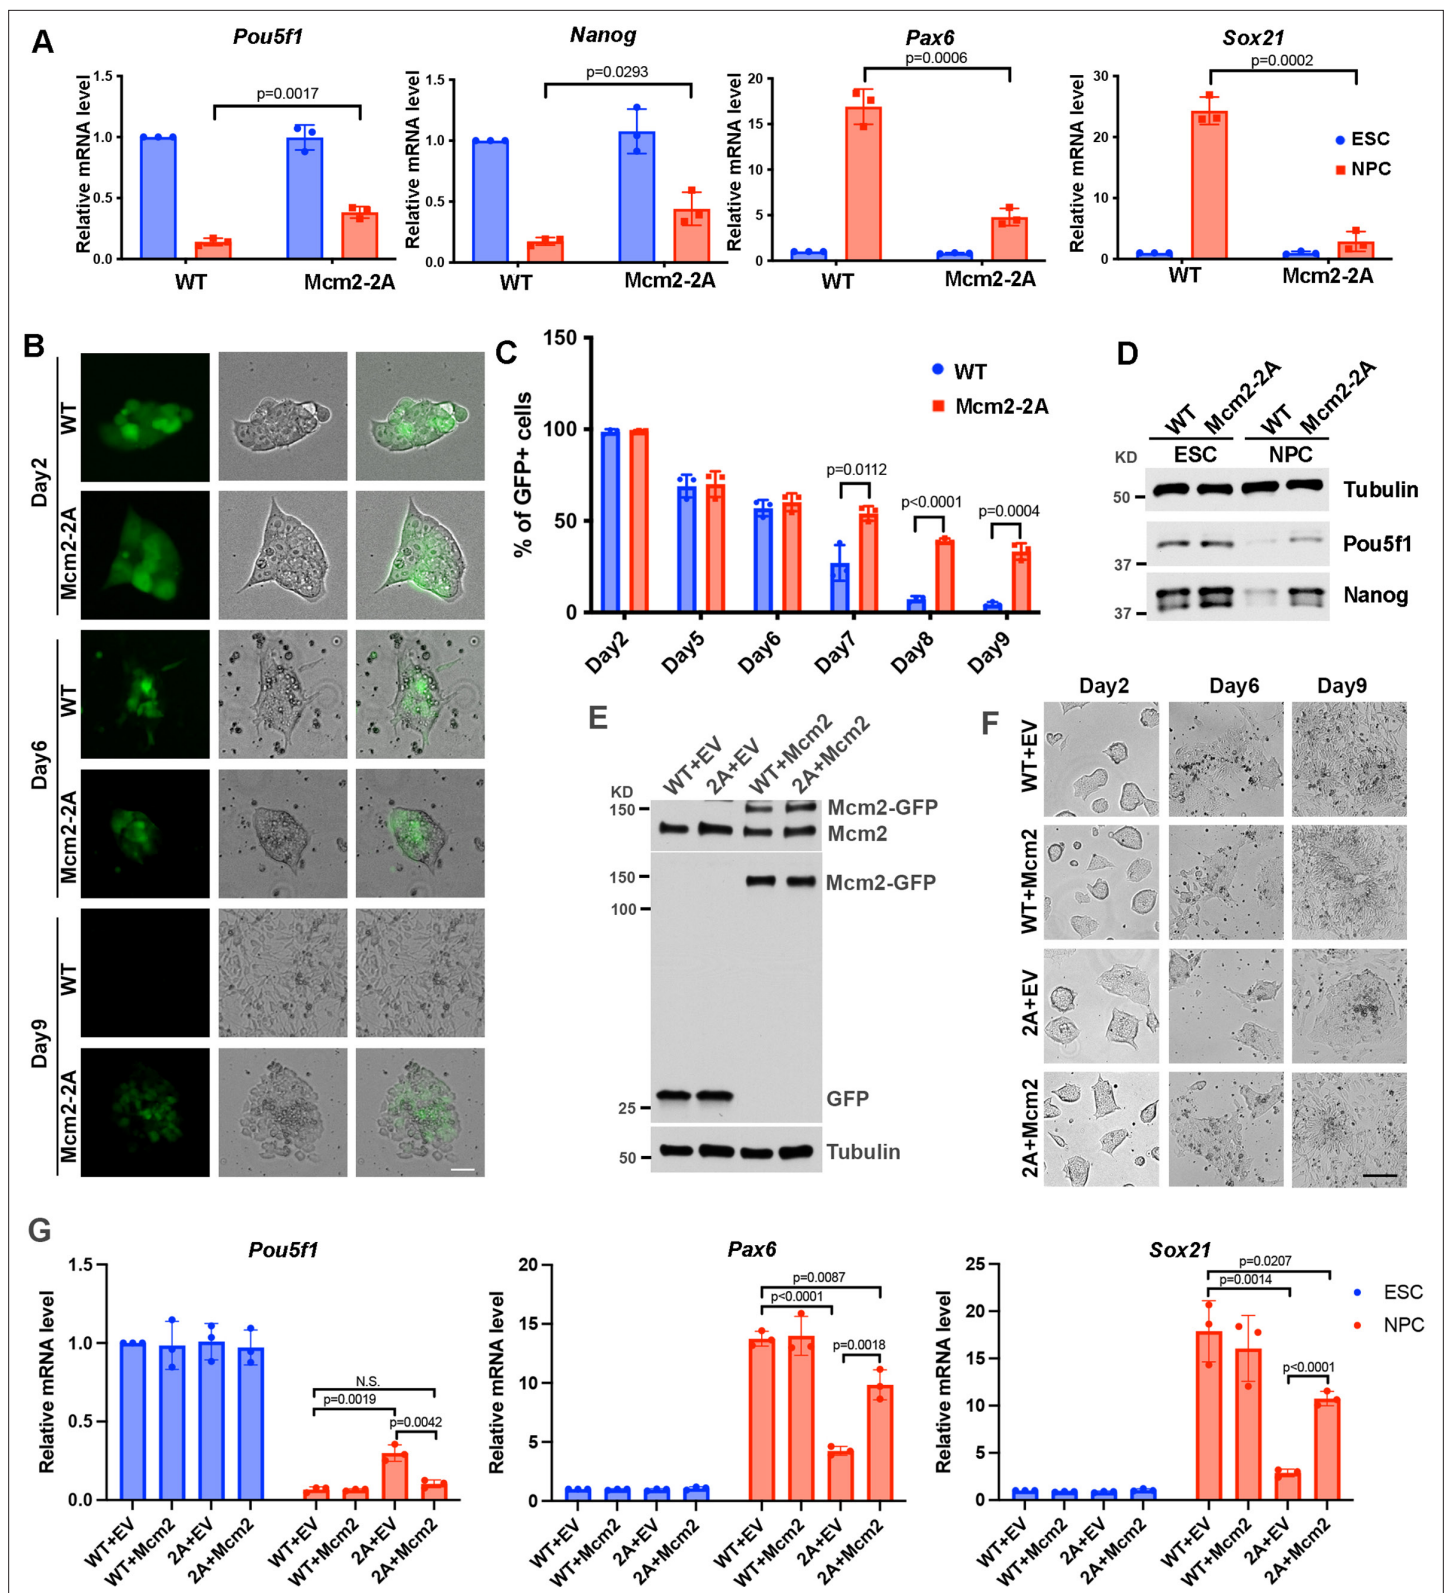 A
Pou5f1
Relative mRNA level
1.5
1.0
0.5
0.0
p=0.0017
WT
Mcm2-2A
Nanog
Relative mRNA level
1.5
1.0
0.5
0.0
p=0.0293
WT
Mcm2-2A
Pax6
Relative mRNA level
20
15
10
5
0
p=0.0006
WT
Mcm2-2A
Sox21
Relative mRNA level
30
20
10
0
p=0.0002
WT
Mcm2-2A
ESC
NPC
B
Day2
WT
Mcm2-2A
Day6
WT
Mcm2-2A
Day9
WT
Mcm2-2A
C
% of GFP+ cells
150
100
50
0
WT
Mcm2-2A
p=0.0112
p<0.0001
p=0.0004
Day2
Day5
Day6
Day7
Day8
Day9
D
WT
Mcm2-2A
WT
Mcm2-2A
KD
ESC
NPC
50
Tubulin
Pou5f1
37
Nanog
37
E
WT+EV
2A+EV
WT+Mcm2
2A+Mcm2
KD
150
Mcm2-GFP
Mcm2
150
Mcm2-GFP
100
25
GFP
50
Tubulin
F
Day2
Day6
Day9
WT+EV
WT+Mcm2
2A+EV
2A+Mcm2
G
Pou5f1
Relative mRNA level
1.5
1.0
0.5
0.0
N.S.
p=0.0019
p=0.0042
WT+EV
WT+Mcm2
2A+EV
2A+Mcm2
WT+EV
WT+Mcm2
2A+EV
2A+Mcm2
Pax6
Relative mRNA level
20
15
10
5
0
p=0.0087
p<0.0001
p=0.0018
WT+EV
WT+Mcm2
2A+EV
2A+Mcm2
WT+EV
WT+Mcm2
2A+EV
2A+Mcm2
Sox21
Relative mRNA level
25
20
15
10
5
0
p=0.0207
p=0.0014
p<0.0001
WT+EV
WT+Mcm2
2A+EV
2A+Mcm2
WT+EV
WT+Mcm2
2A+EV
2A+Mcm2
ESC
NPC